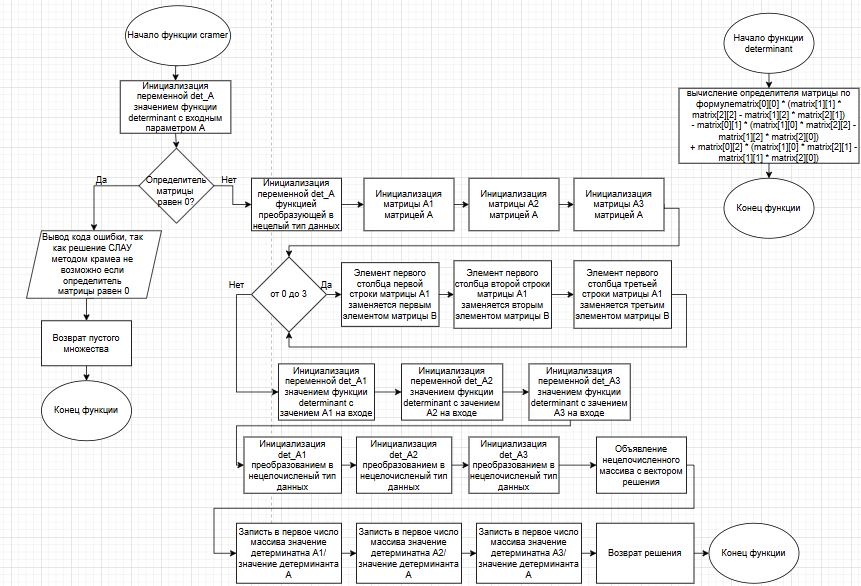 Начало функции cramer
Инициализация
переменной det_A
значением функции
determinant с входным
параметром A
Определитель
матрицы
равен 0?
Да
Нет
Вывод кода ошибки, так
как решение СЛАУ
методом крамеа не
возможно если
определитель
матрицы равен 0
Возврат пустого
множества
Конец функции
Начало функции
determinant
вычисление определителя матрицы по
формулеmatrix[0][0] * (matrix[1][1] *
matrix[2][2] - matrix[1][2] * matrix[2][1])
- matrix[0][1] * (matrix[1][0] * matrix[2][2] -
matrix[1][2] * matrix[2][0])
+ matrix[0][2] * (matrix[1][0] * matrix[2][1] -
matrix[1][1] * matrix[2][0])
Конец функции
Инициализация
переменной det_A
функцией
преобразующей в
нецелый тип данных
Инициализация
матрицы A1
матрицей A
Инициализация
матрицы A2
матрицей A
Инициализация
матрицы A3
матрицей A
от 0 до 3
Нет
Да
Элемент первого
столбца первой
строки матрицы A1
заменяется первым
элементом матрицы B
Элемент первого
столбца второй строки
матрицы A1
заменяется вторым
элементом матрицы B
Элемент первого
столбца третьей
строки матрицы A1
заменяется третьим
элементом матрицы B
Инициализация
переменной det_A1
значением функции
determinant с
зачением A1 на входе
Инициализация
переменной det_A2
значением функции
determinant с зачением
A2 на входе
Инициализация
переменной det_A3
значением функции
determinant с зачением
A3 на входе
Инициализация
det_A1
преобразованием в
нецелочисленый тип
данных
Инициализация
det_A2
преобразованием в
нецелочисленый тип
данных
Инициализация
det_A3
преобразованием в
нецелочисленый тип
данных
Объявление
нецелочисленного
массива с вектором
решения
Запись в первое число
массива значение
детерминатна A1/
значение детерминанта
A
Запись в первое число
массива значение
детерминатна A2/
значение детерминанта
A
Запись в первое число
массива значение
детерминатна A3/
значение детерминанта
A
Возврат решения
Конец функции